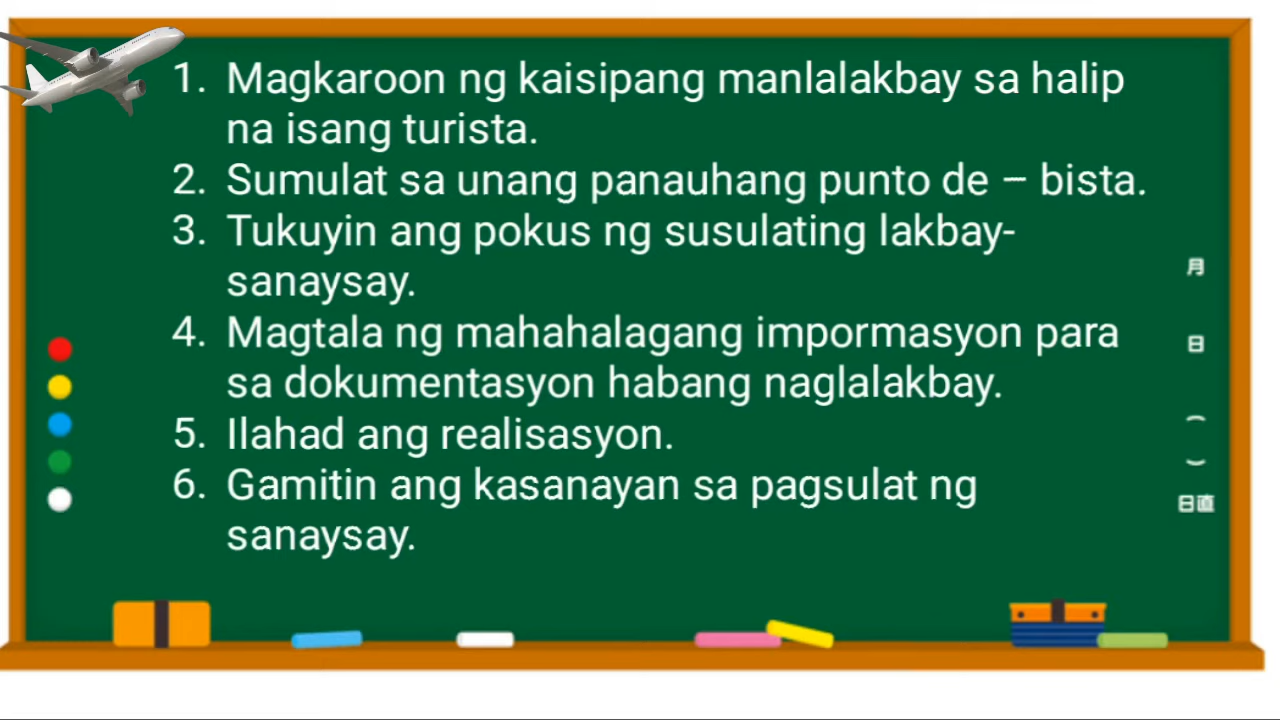 1. Magkaroon ng kaisipang manlalakbay sa halip
na isang turista.
2. Sumulat sa unang panauhang punto de – bista.
3. Tukuyin ang pokus ng susulating lakbay-
sanaysay.
4. Magtala ng mahahalagang impormasyon para
sa dokumentasyon habang naglalakbay.
5. Ilahad ang realisasyon.
6. Gamitin ang kasanayan sa pagsulat ng
sanaysay.
月
日
︵
︶
日直